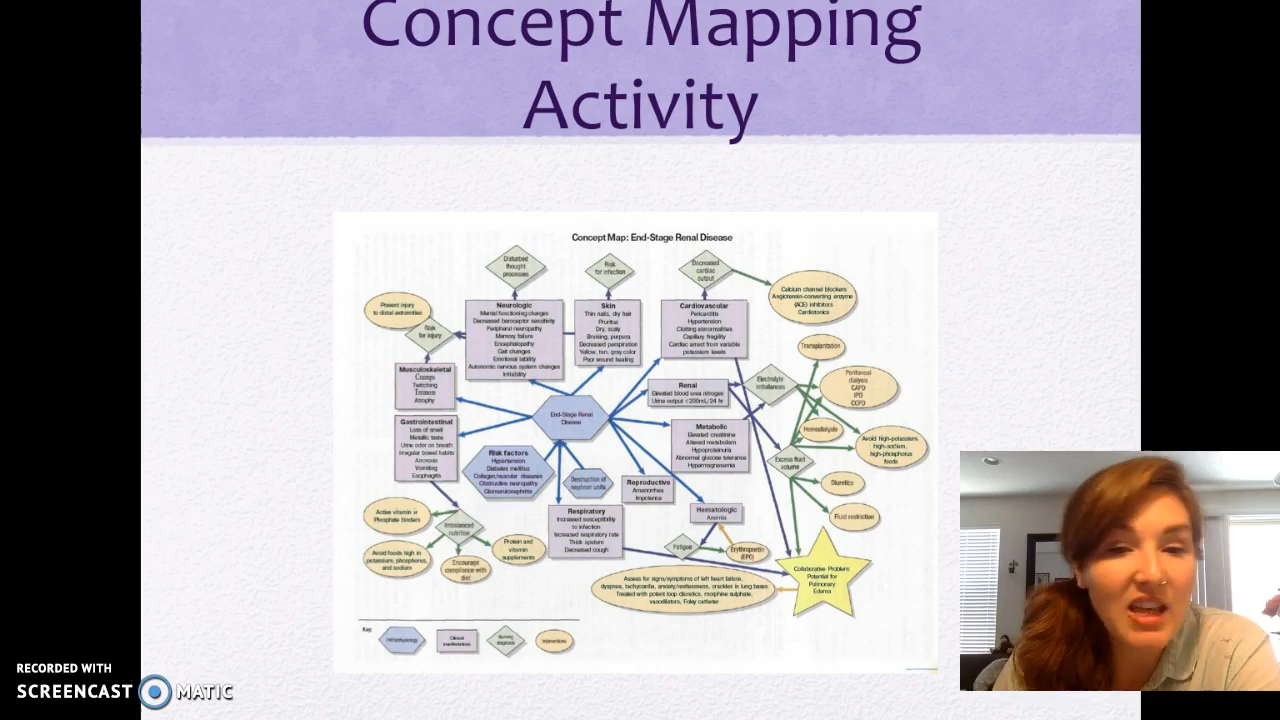 Concept Mapping
Activity
Concept Map: End-Stage Renal Disease
Disturbed
thought
processes
Risk
for infection
Decreased
cardiac
output
Calcium channel blockers
Angiotensin-converting enzyme
(ACE) inhibitors
Cardiotonics
Prevent injury
to distal extremities
Risk
for injury
Neurologic
Mental functioning changes
Decreased baroceptor sensitivity
Peripheral neuropathy
Memory failure
Encephalopathy
Gait changes
Emotional lability
Autonomic nervous system changes
Irritability
Skin
Thin nails, dry hair
Pruritus
Dry, scaly
Bruising, purpura
Decreased perspiration
Yellow, tan, gray color
Poor wound healing
Cardiovascular
Pericarditis
Hypertension
Clotting abnormalities
Capillary fragility
Cardiac arrest from variable
potassium levels
Transplantation
Musculoskeletal
Cramps
Twitching
Tremors
Atrophy
Renal
Elevated blood urea nitrogen
Urine output <200mL/24 hr
Electrolyte
imbalances
Peritoneal
dialysis
CAPD
IPD
CCPD
End-Stage Renal
Disease
Gastrointestinal
Loss of smell
Metallic taste
Urine odor on breath
Irregular bowel habits
Anorexia
Vomiting
Esophagitis
Metabolic
Elevated creatinine
Altered metabolism
Hypoproteinuria
Abnormal glucose tolerance
Hypermagnesemia
Hemodialysis
Avoid high-potassium,
high-sodium,
high-phosphorus
foods
Risk factors
Hypertension
Diabetes mellitus
Collagen/vascular diseases
Obstructive neuropathy
Glomerulonephritis
Destruction of
nephron units
Excess fluid
volume
Reproductive
Amenorrhea
Impotence
Diuretics
Active vitamin
Phosphate binders
Imbalanced
nutrition
Respiratory
Increased susceptibility
to infection
Increased respiratory rate
Thick sputum
Decreased cough
Hematologic
Anemia
Fluid restriction
Avoid foods high in
potassium, phosphorus,
and sodium
Encourage
compliance with
diet
Protein and
vitamin
supplements
Fatigue
Erythropoietin
(EPO)
Collaborative Problem:
Potential for
Pulmonary
Edema
Assess for signs/symptoms of left heart failure,
dyspnea, tachycardia, anxiety/restlessness, crackles in lung bases
Treated with potent loop diuretics, morphine sulphate,
vasodilators, Foley catheter
Key:
Pathophysiology
Clinical
manifestations
Nursing
diagnosis
Interventions
RECORDED WITH
SCREENCAST MATIC